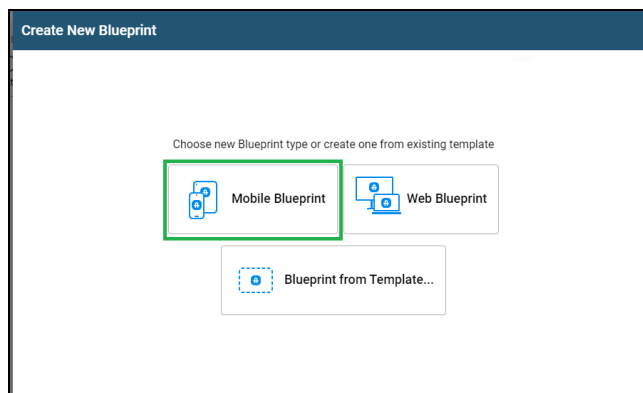 Create New Blueprint
Choose new Blueprint type or create one from existing template
Mobile Blueprint
Web Blueprint
Blueprint from Template...